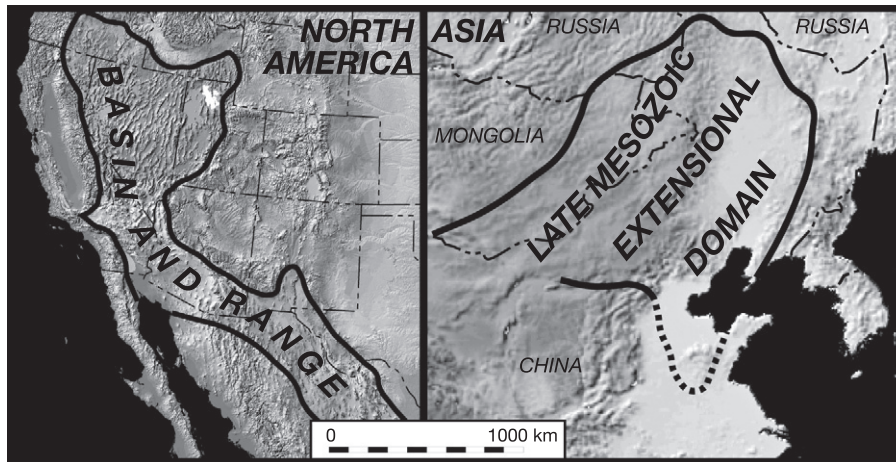 NORTH
AMERICA
BASIN AND RANGE
ASIA
RUSSIA
RUSSIA
MONGOLIA
LATE MESOZOIC
EXTENSIONAL
DOMAIN
CHINA
0 1000 km